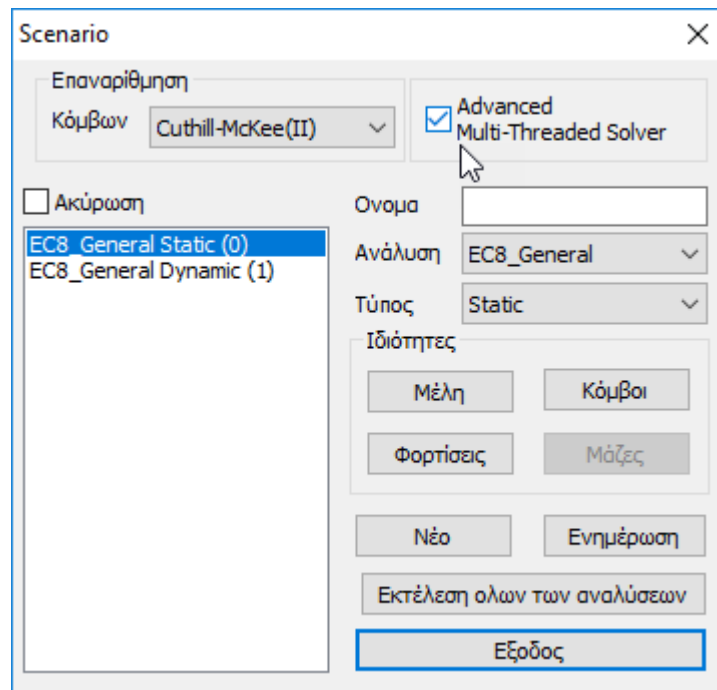 Scenario
Επαναρίθμηση
Κόμβων
Cuthill-McKee(II)
Advanced
Multi-Threaded Solver
Ακύρωση
EC8_General Static (0)
EC8_General Dynamic (1)
Ονομα
Ανάλυση
EC8_General
Τύπος
Static
Ιδιότητες
Μέλη
Κόμβοι
Φορτίσεις
Μάζες
Νέο
Ενημέρωση
Εκτέλεση ολων των αναλύσεων
Εξοδος